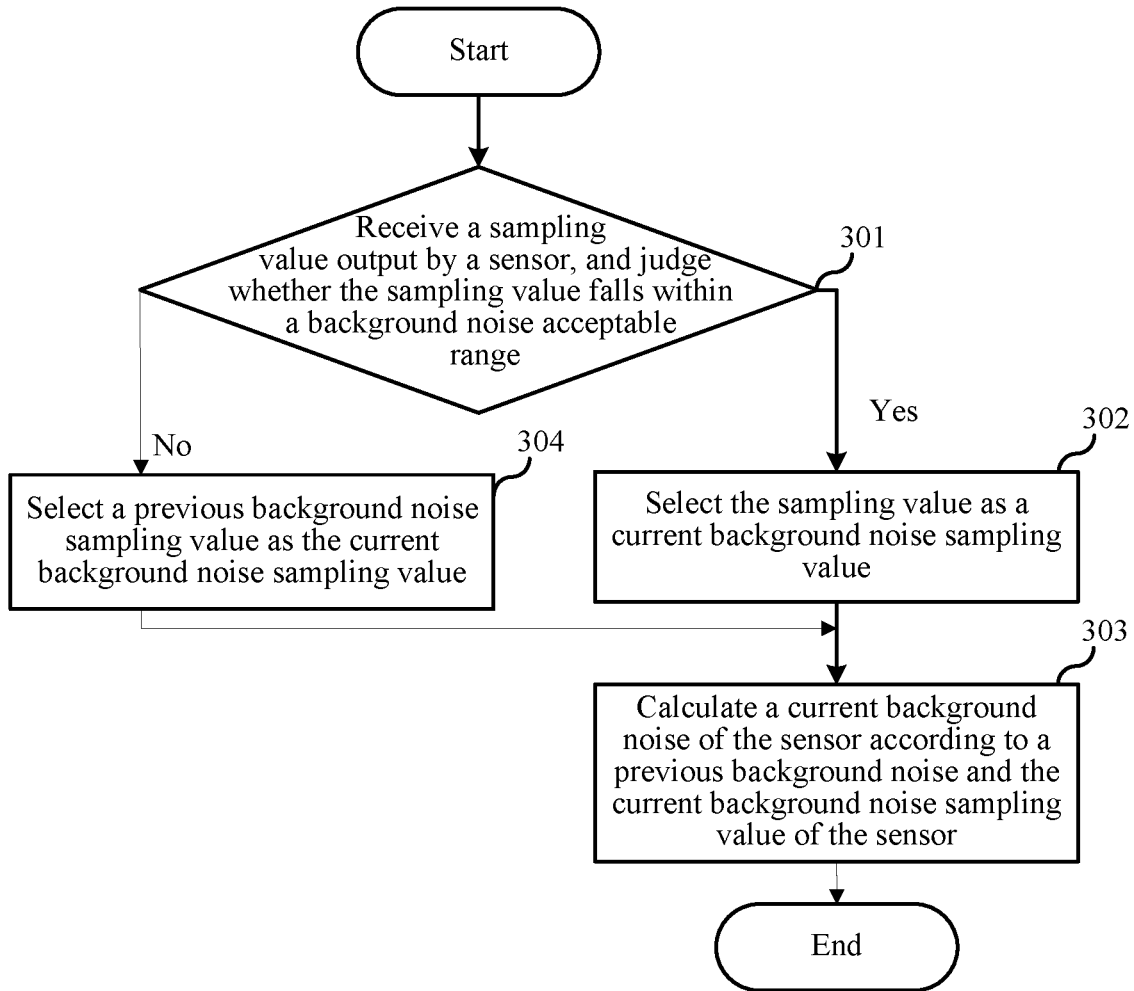 Start
Receive a sampling
value output by a sensor, and judge
whether the sampling value falls within
a background noise acceptable
range
301
No
Yes
304
302
Select a previous background noise
sampling value as the current
background noise sampling value
Select the sampling value as a
current background noise sampling
value
303
Calculate a current background
noise of the sensor according to a
previous background noise and the
current background noise sampling
value of the sensor
End